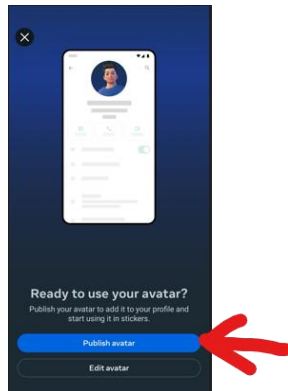 Ready to use your avatar?
Publish your avatar to add it to your profile and
start using it in stickers.
Publish avatar
Edit avatar